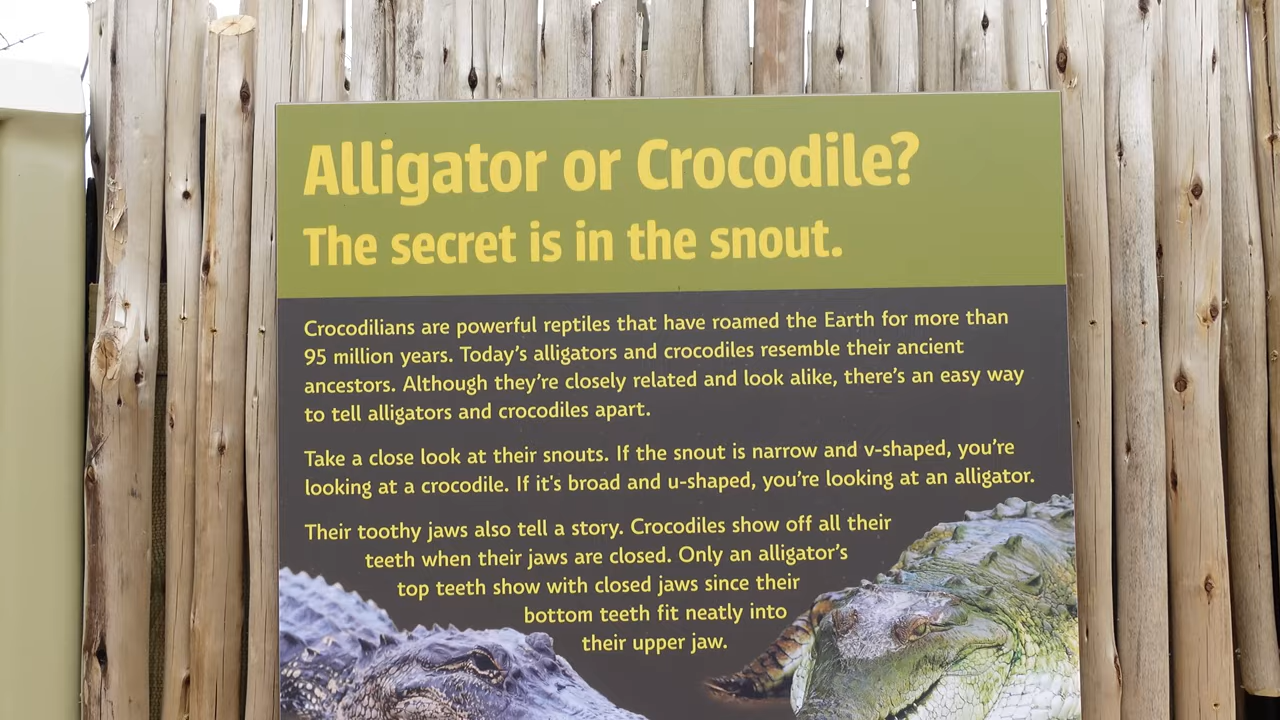 Alligator or Crocodile?
The secret is in the snout.
Crocodilians are powerful reptiles that have roamed the Earth for more than
95 million years. Today's alligators and crocodiles resemble their ancient
ancestors. Although they're closely related and look alike, there's an easy way
to tell alligators and crocodiles apart.
Take a close look at their snouts. If the snout is narrow and v-shaped, you're
looking at a crocodile. If it's broad and u-shaped, you're looking at an alligator.
Their toothy jaws also tell a story. Crocodiles show off all their
teeth when their jaws are closed. Only an alligator's
top teeth show with closed jaws since their
bottom teeth fit neatly into
their upper jaw.